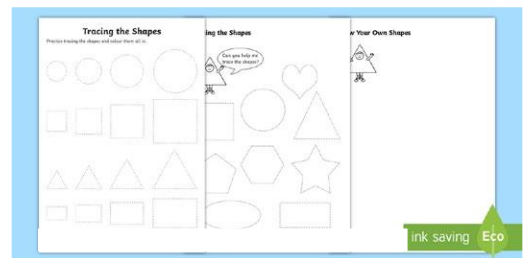 Tracing the Shapes
Practise tracing the shapes and colour them all in.
ing the Shapes
Can you help me
trace the shapes?
w Your Own Shapes
ink saving
Eco